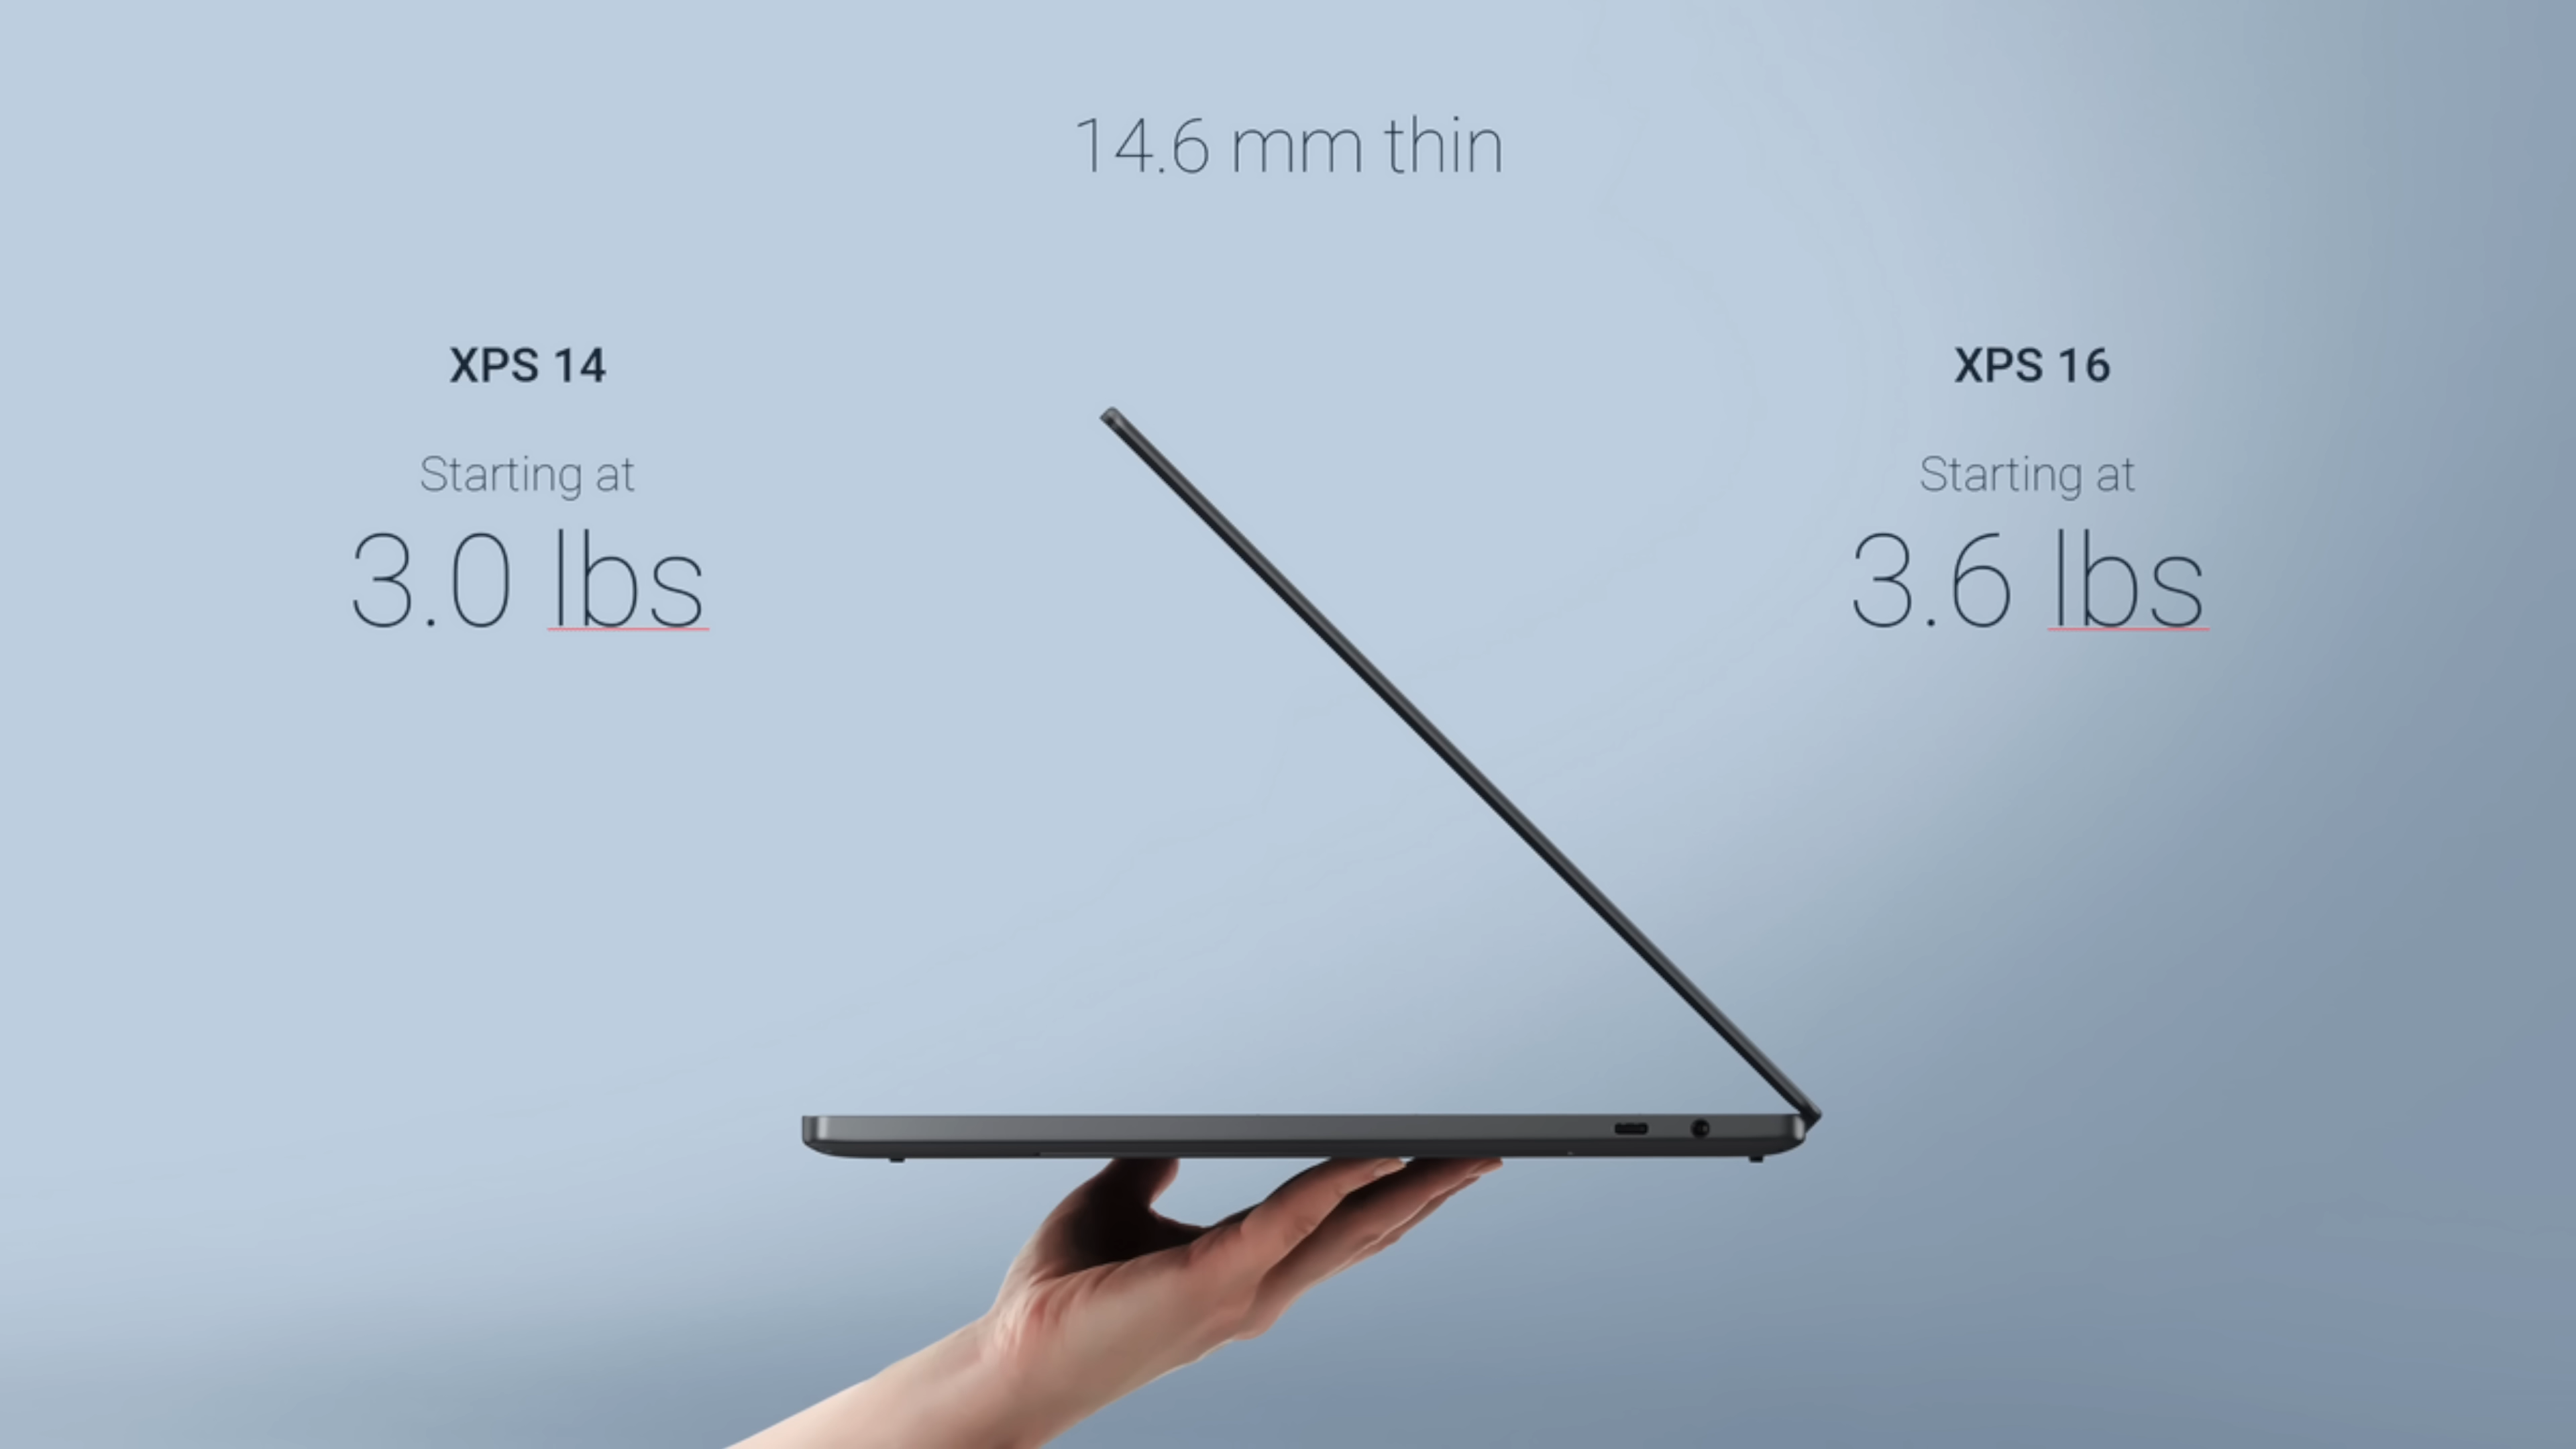 14.6 mm thin
XPS 14
Starting at
3.0 lbs
XPS 16
Starting at
3.6 lbs